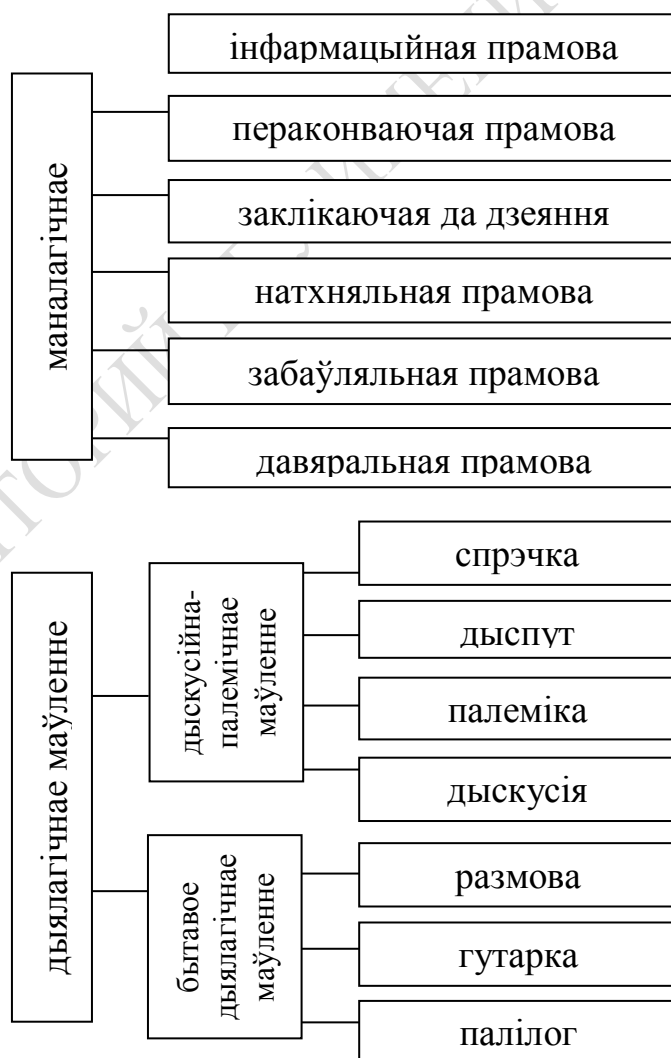 маналагічнае
інфармацыйная прамова
пераконваючая прамова
заклікаючая да дзеяння
натхняльная прамова
забаўляльная прамова
давяральная прамова
дыялагічнае маўленне
дыскусійна-
палемічнае
маўленне
спрэчка
дыспут
палеміка
дыскусія
бытавое
дыялагічнае
маўленне
размова
гутарка
палілог